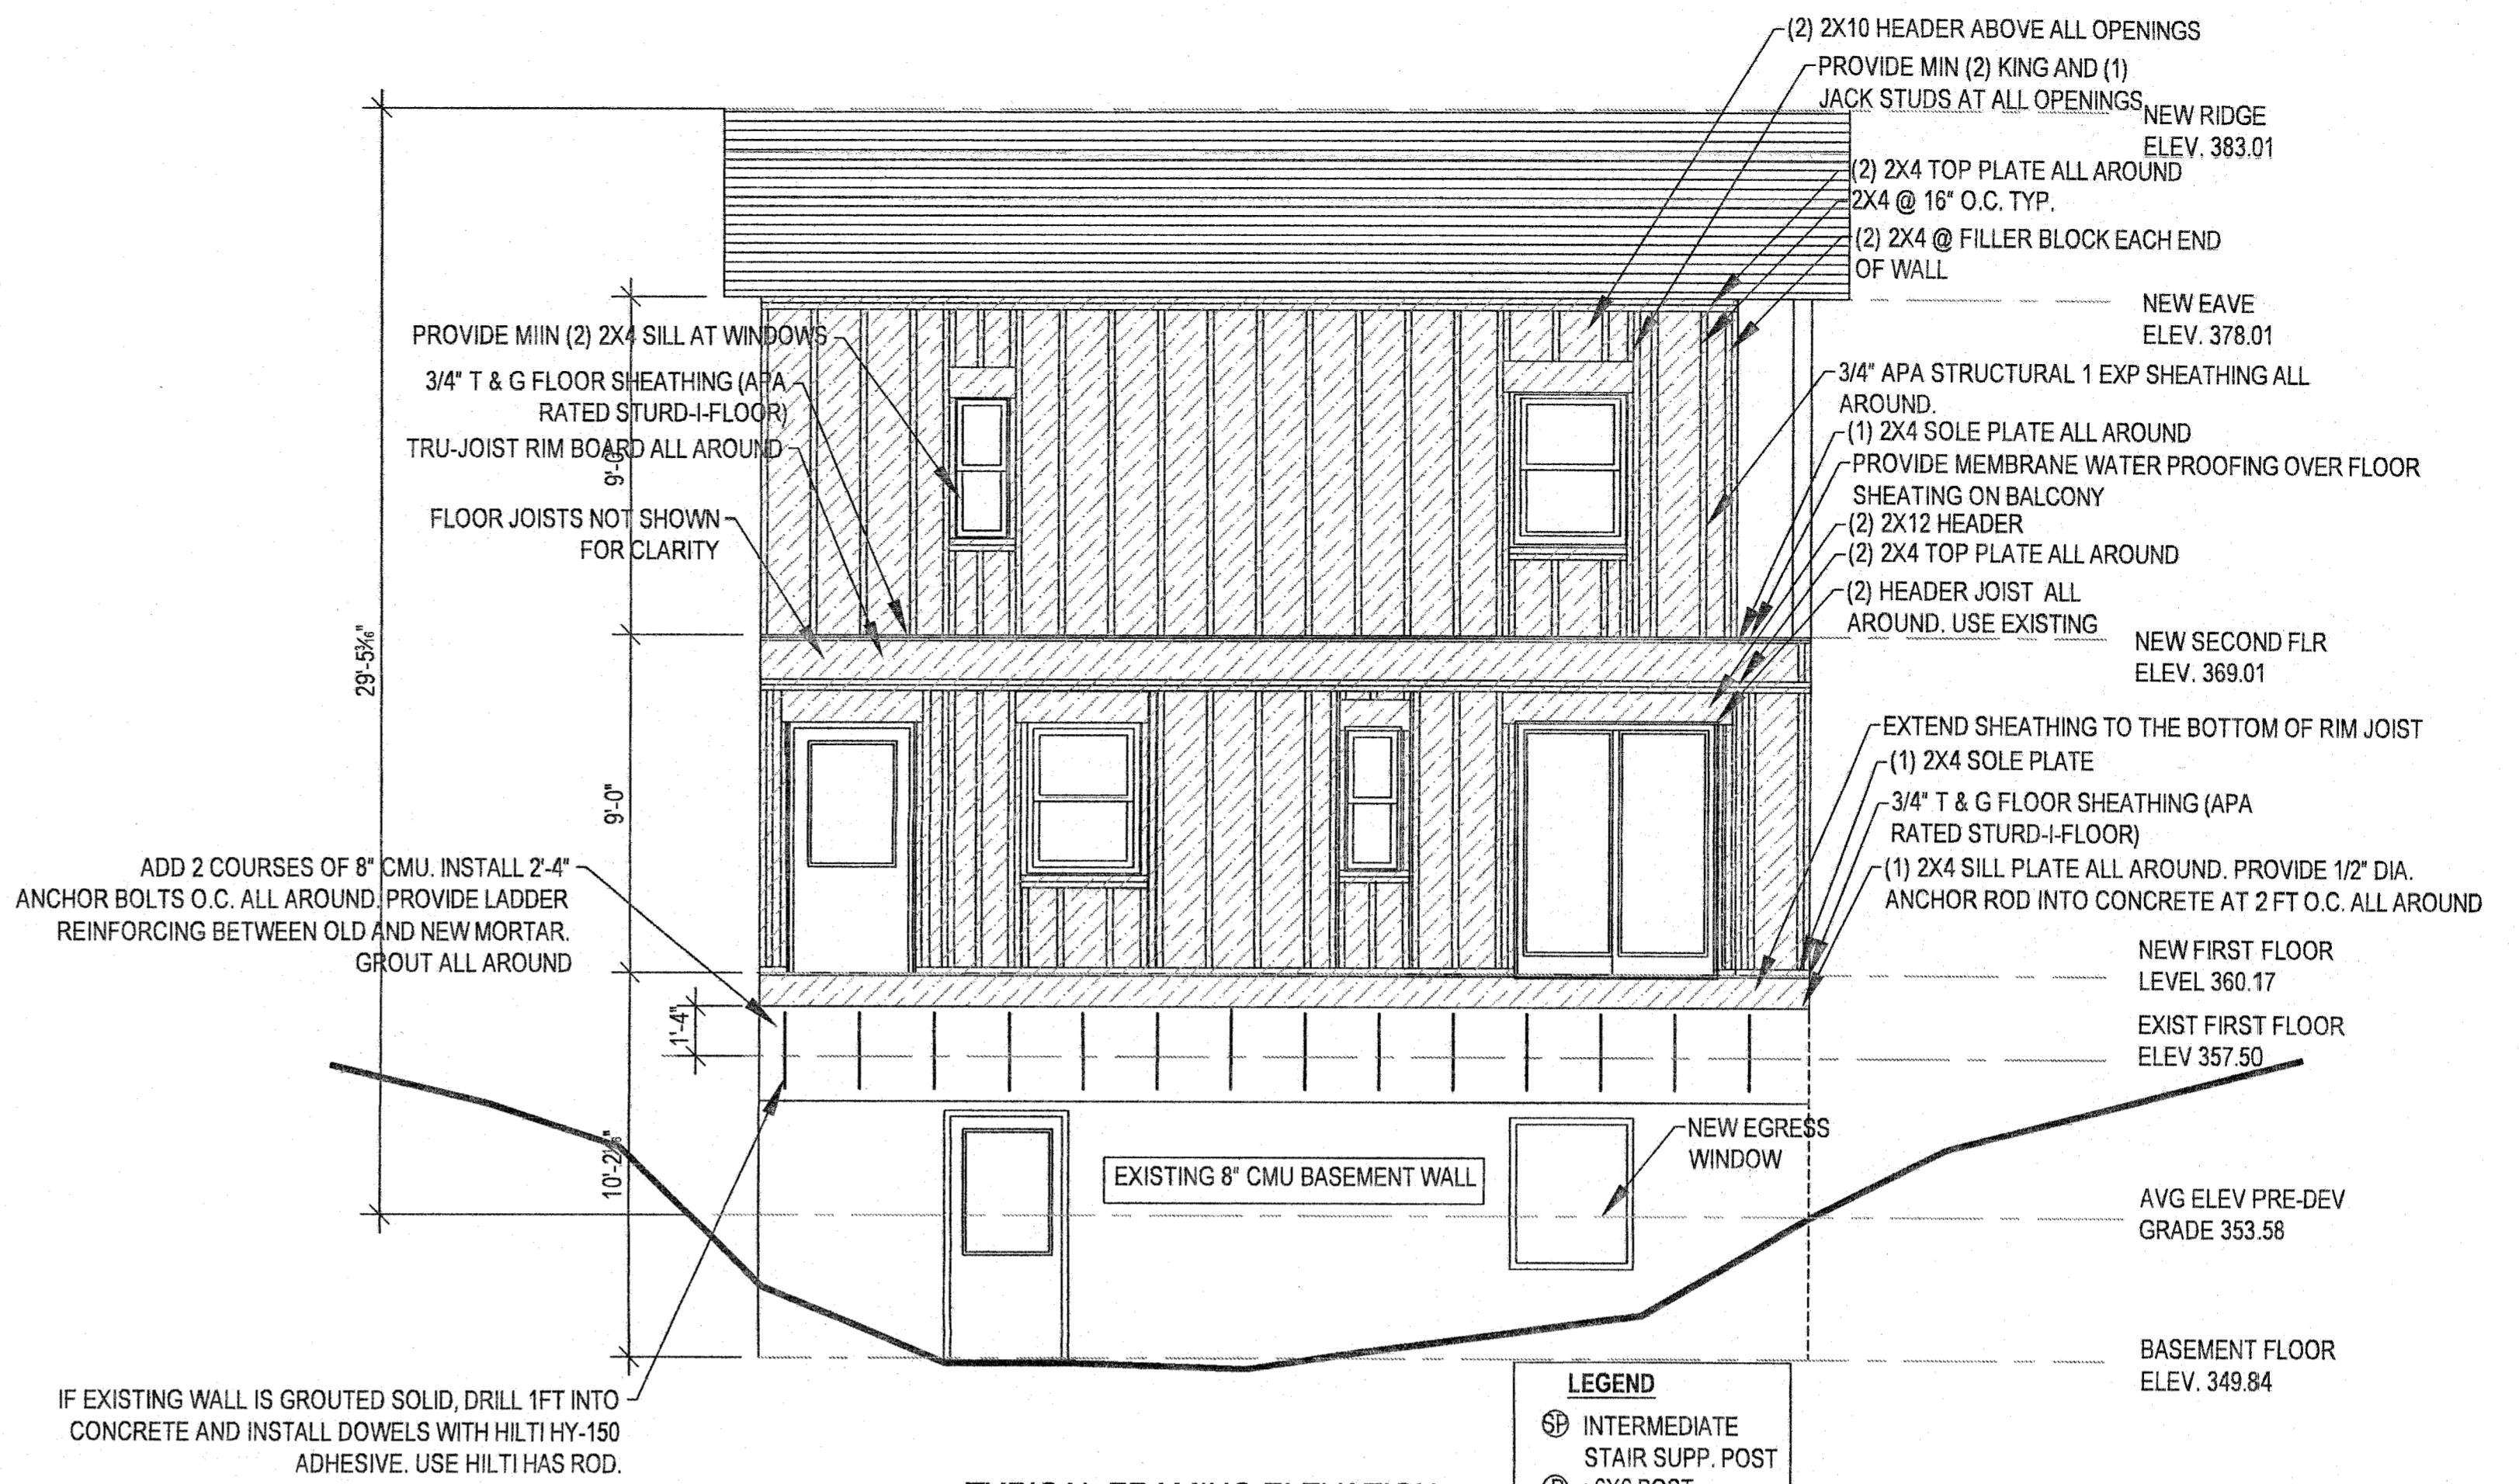 (2) 2X10 HEADER ABOVE ALL OPENINGS
PROVIDE MIN (2) KING AND (1)
JACK STUDS AT ALL OPENINGS
NEW RIDGE
ELEV. 383.01
(2) 2X4 TOP PLATE ALL AROUND
2X4 @ 16" O.C. TYP.
(2) 2X4 @ FILLER BLOCK EACH END
OF WALL
NEW EAVE
ELEV. 378.01
PROVIDE MIIN (2) 2X4 SILL AT WINDOWS
3/4" T & G FLOOR SHEATHING (APA
RATED STURD-I-FLOOR)
TRU-JOIST RIM BOARD ALL AROUND
9'-0"
FLOOR JOISTS NOT SHOWN
FOR CLARITY
3/4" APA STRUCTURAL 1 EXP SHEATHING ALL
AROUND.
(1) 2X4 SOLE PLATE ALL AROUND
PROVIDE MEMBRANE WATER PROOFING OVER FLOOR
SHEATING ON BALCONY
(2) 2X12 HEADER
(2) 2X4 TOP PLATE ALL AROUND
(2) HEADER JOIST ALL
AROUND. USE EXISTING
NEW SECOND FLR
ELEV. 369.01
29'-5 3/16"
9'-0"
EXTEND SHEATHING TO THE BOTTOM OF RIM JOIST
(1) 2X4 SOLE PLATE
3/4" T & G FLOOR SHEATHING (APA
RATED STURD-I-FLOOR)
(1) 2X4 SILL PLATE ALL AROUND. PROVIDE 1/2" DIA.
ANCHOR ROD INTO CONCRETE AT 2 FT O.C. ALL AROUND
ADD 2 COURSES OF 8" CMU. INSTALL 2'-4"
ANCHOR BOLTS O.C. ALL AROUND. PROVIDE LADDER
REINFORCING BETWEEN OLD AND NEW MORTAR.
GROUT ALL AROUND
NEW FIRST FLOOR
LEVEL 360.17
1'-4"
EXIST FIRST FLOOR
ELEV 357.50
NEW EGRESS
WINDOW
EXISTING 8" CMU BASEMENT WALL
AVG ELEV PRE-DEV
GRADE 353.58
BASEMENT FLOOR
ELEV. 349.84
IF EXISTING WALL IS GROUTED SOLID, DRILL 1FT INTO
CONCRETE AND INSTALL DOWELS WITH HILTI HY-150
ADHESIVE. USE HILTI HAS ROD.
LEGEND
SP INTERMEDIATE
STAIR SUPP. POST